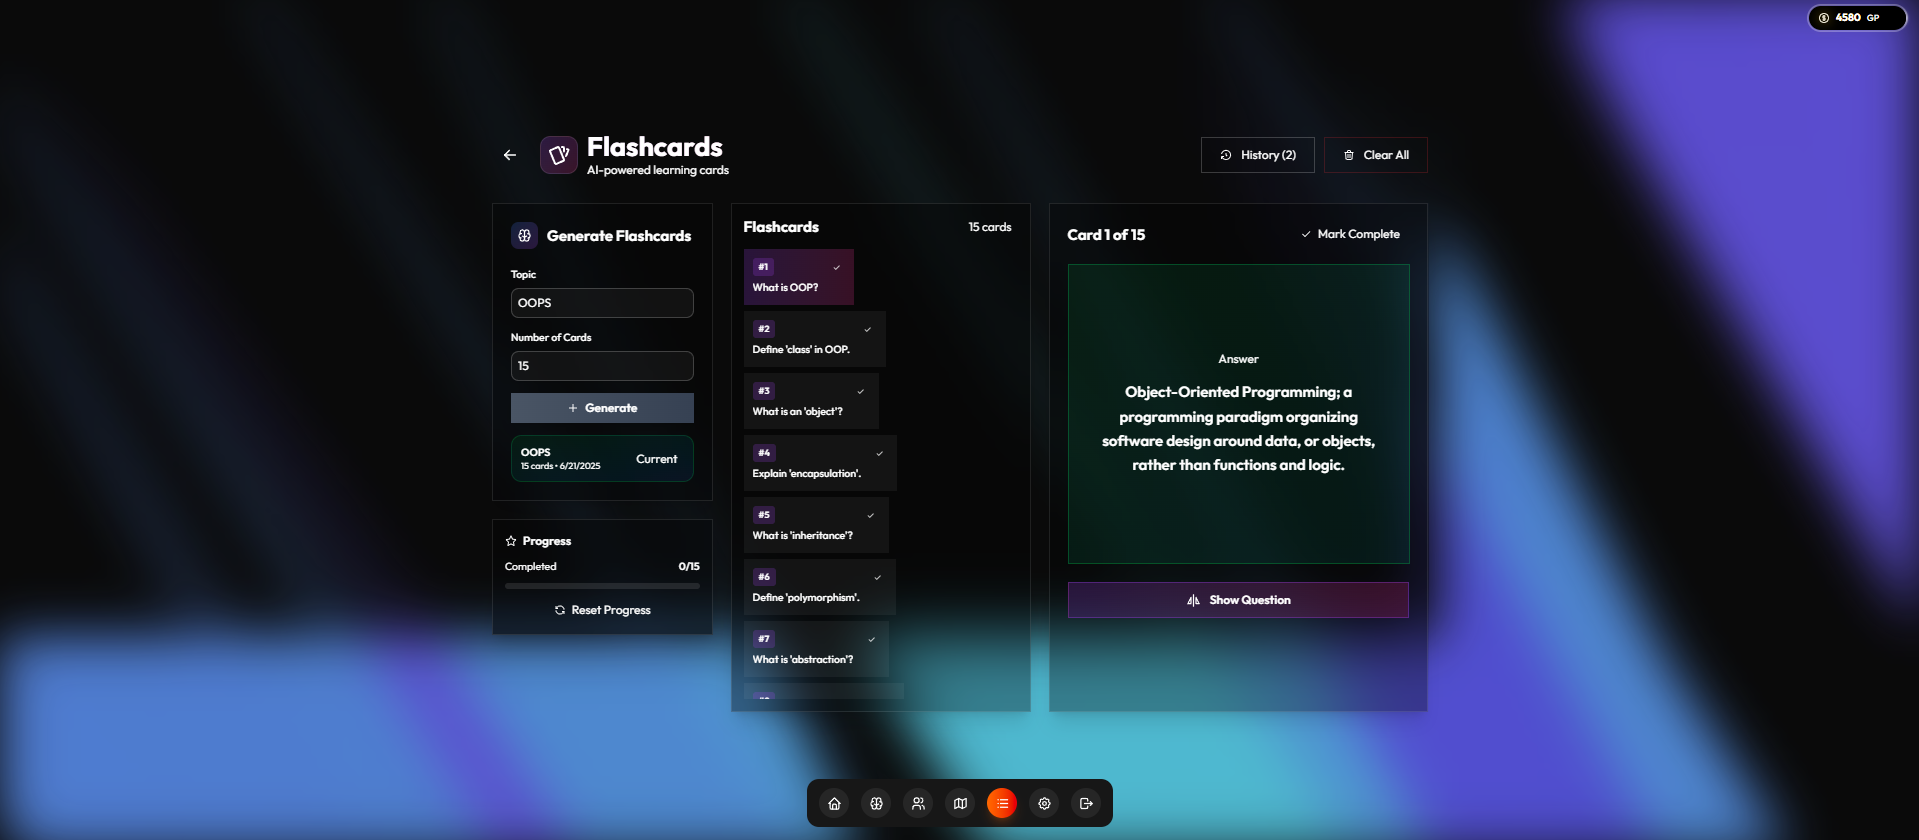 4580 GP
Flashcards
AI-powered learning cards
History (2)
Clear All
Generate Flashcards
Topic
OOPS
Number of Cards
15
Generate
OOPS
15 cards • 6/21/2025
Current
Progress
Completed 0/15
Reset Progress
Flashcards 15 cards
#1
What is OOP?
#2
Define 'class' in OOP.
#3
What is an 'object'?
#4
Explain 'encapsulation'.
#5
What is 'inheritance'?
#6
Define 'polymorphism'.
#7
What is 'abstraction'?
Card 1 of 15
Mark Complete
Answer
Object-Oriented Programming; a
programming paradigm organizing
software design around data, or objects,
rather than functions and logic.
Show Question